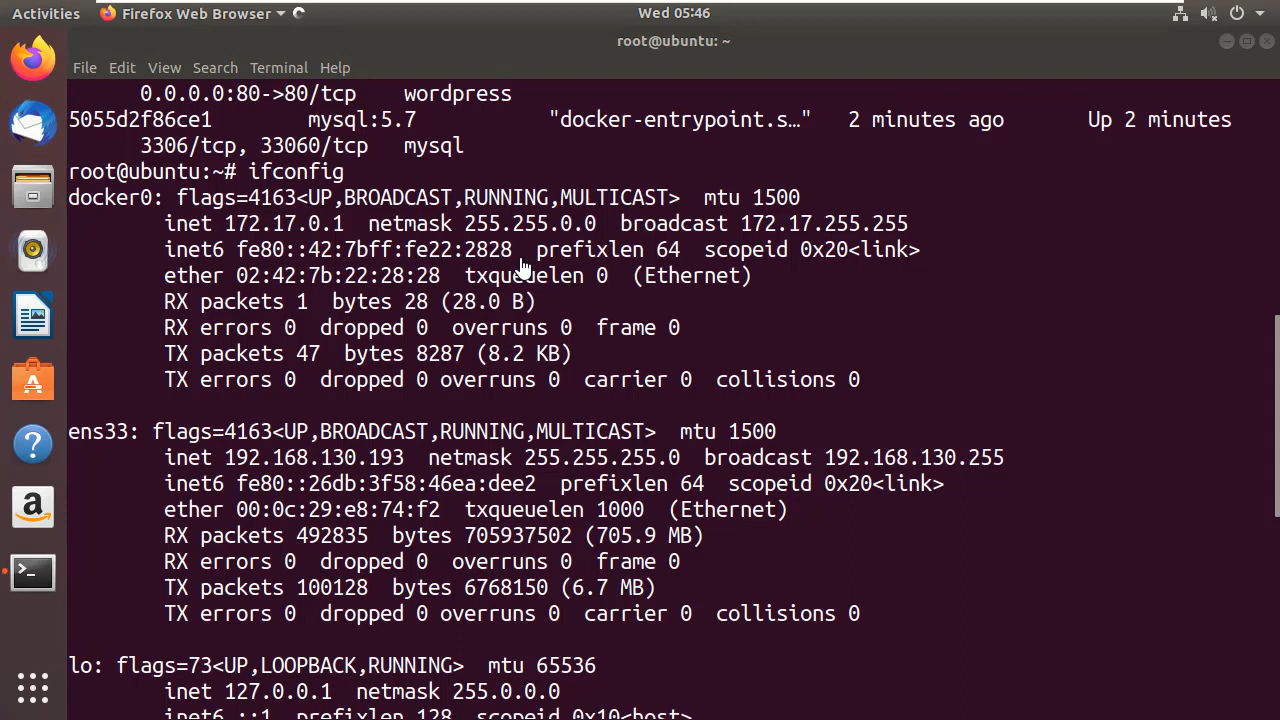 Activities Firefox Web Browser Wed 05:46
root@ubuntu: ~
File Edit View Search Terminal Help
0.0.0.0:80->80/tcp wordpress
5055d2f86ce1 mysql:5.7 "docker-entrypoint.s…" 2 minutes ago Up 2 minutes
3306/tcp, 33060/tcp mysql
root@ubuntu:~# ifconfig
docker0: flags=4163<UP,BROADCAST,RUNNING,MULTICAST> mtu 1500
inet 172.17.0.1 netmask 255.255.0.0 broadcast 172.17.255.255
inet6 fe80::42:7bff:fe22:2828 prefixlen 64 scopeid 0x20<link>
ether 02:42:7b:22:28:28 txqueuelen 0 (Ethernet)
RX packets 1 bytes 28 (28.0 B)
RX errors 0 dropped 0 overruns 0 frame 0
TX packets 47 bytes 8287 (8.2 KB)
TX errors 0 dropped 0 overruns 0 carrier 0 collisions 0
ens33: flags=4163<UP,BROADCAST,RUNNING,MULTICAST> mtu 1500
inet 192.168.130.193 netmask 255.255.255.0 broadcast 192.168.130.255
inet6 fe80::26db:3f58:46ea:dee2 prefixlen 64 scopeid 0x20<link>
ether 00:0c:29:e8:74:f2 txqueuelen 1000 (Ethernet)
RX packets 492835 bytes 705937502 (705.9 MB)
RX errors 0 dropped 0 overruns 0 frame 0
TX packets 100128 bytes 6768150 (6.7 MB)
TX errors 0 dropped 0 overruns 0 carrier 0 collisions 0
lo: flags=73<UP,LOOPBACK,RUNNING> mtu 65536
inet 127.0.0.1 netmask 255.0.0.0
inet6 ::1 prefixlen 128 scopeid 0x10<host>